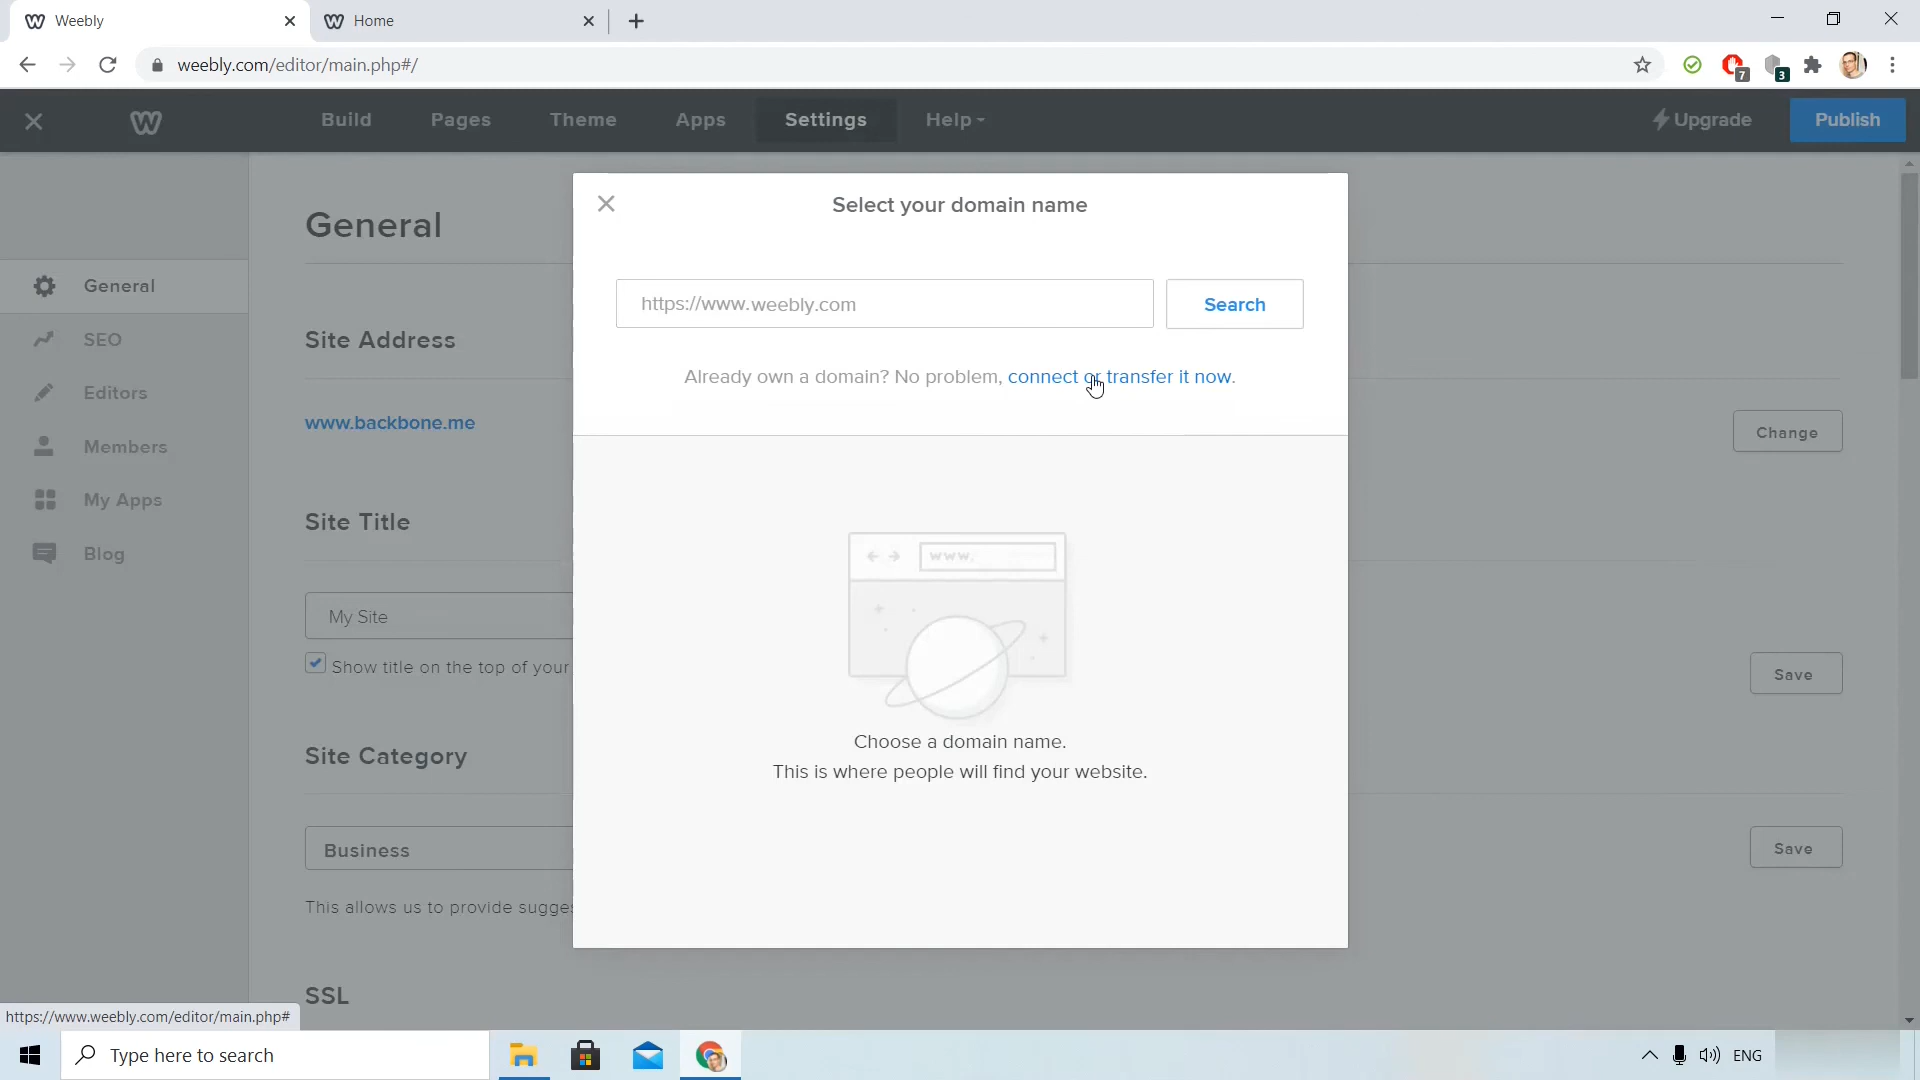 Weebly
Home
weebly.com/editor/main.php#/
7
3
Build
Pages
Theme
Apps
Settings
Help
Upgrade
Publish
General
SEO
Editors
Members
My Apps
Blog
General
Site Address
www.backbone.me
Change
Site Title
My Site
Show title on the top of your
Save
Site Category
Business
Save
This allows us to provide
SSL
Select your domain name
https://www.weebly.com
Search
Already own a domain? No problem, connect or transfer it now.
www.
Choose a domain name.
This is where people will find your website.
https://www.weebly.com/editor/main.php#
Type here to search
ENG